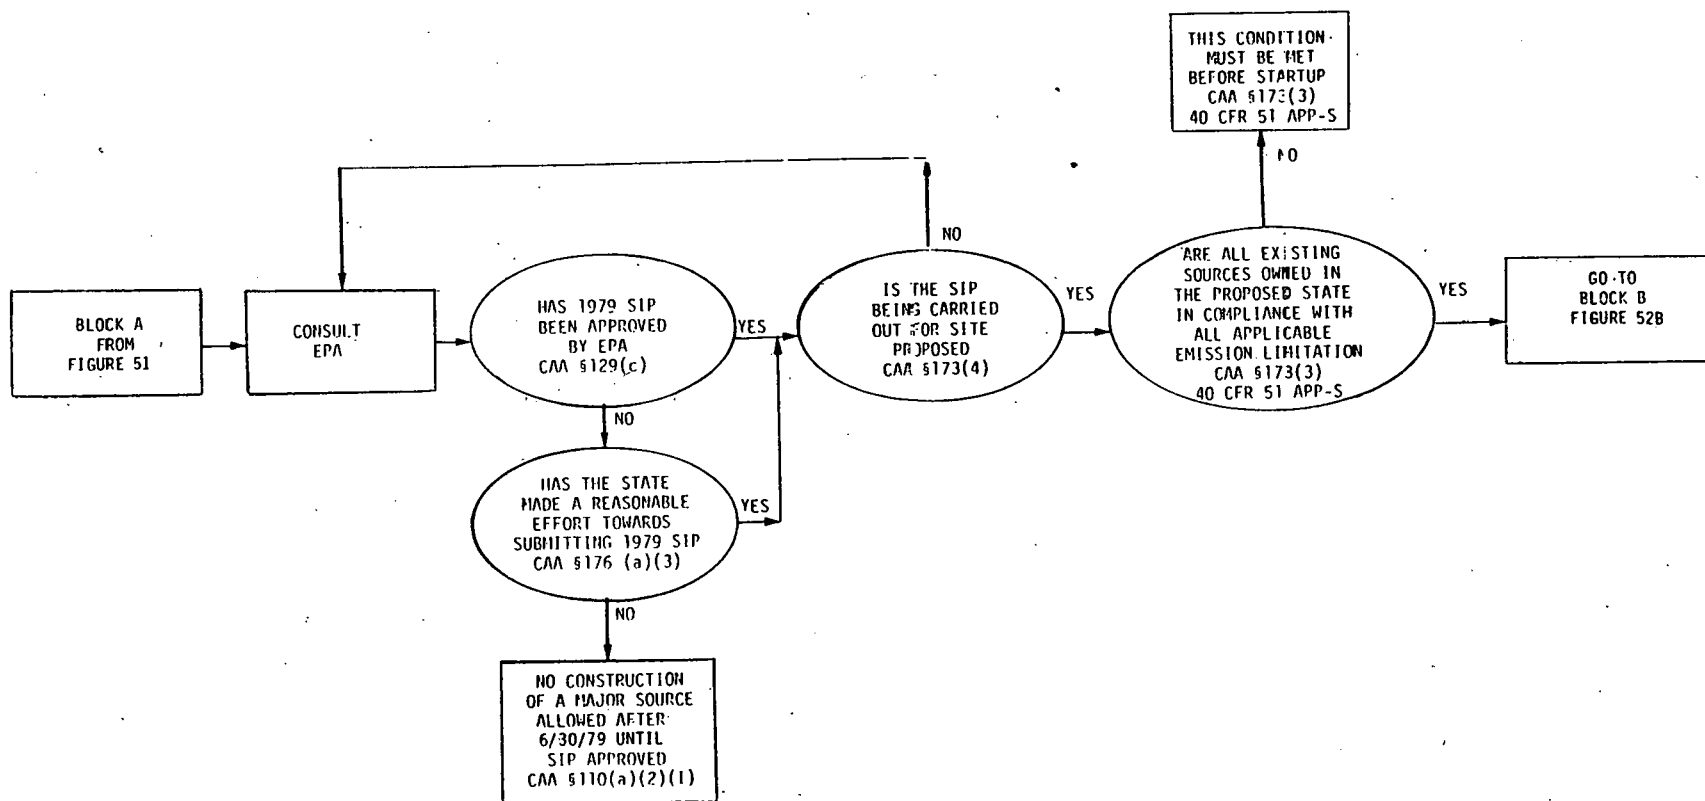 THIS CONDITION
MUST BE MET
BEFORE STARTUP
CAA §173(3)
40 CFR 51 APP-S
NO
NO
BLOCK A
FROM
FIGURE 51
CONSULT
EPA
HAS 1979 SIP
BEEN APPROVED
BY EPA
CAA §129(c)
YES
IS THE SIP
BEING CARRIED
OUT FOR SITE
PROPOSED
CAA §173(4)
YES
ARE ALL EXISTING
SOURCES OWNED IN
THE PROPOSED STATE
IN COMPLIANCE WITH
ALL APPLICABLE
EMISSION LIMITATION
CAA §173(3)
40 CFR 51 APP-S
YES
GO TO
BLOCK B
FIGURE 52B
NO
HAS THE STATE
MADE A REASONABLE
EFFORT TOWARDS
SUBMITTING 1979 SIP
CAA §176 (a)(3)
YES
NO
NO CONSTRUCTION
OF A MAJOR SOURCE
ALLOWED AFTER
6/30/79 UNTIL
SIP APPROVED
CAA §110(a)(2)(I)